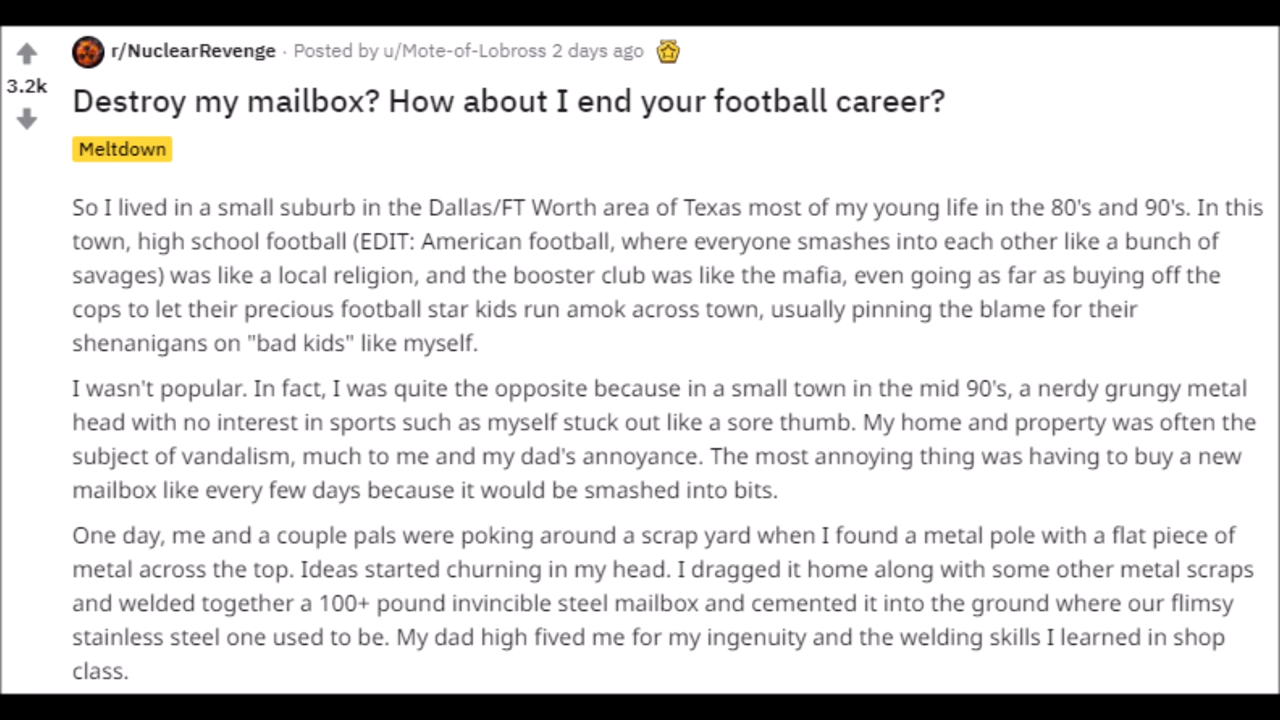 r/NuclearRevenge · Posted by u/Mote-of-Lobross 2 days ago
3.2k
Destroy my mailbox? How about I end your football career?
Meltdown
So I lived in a small suburb in the Dallas/FT Worth area of Texas most of my young life in the 80's and 90's. In this
town, high school football (EDIT: American football, where everyone smashes into each other like a bunch of
savages) was like a local religion, and the booster club was like the mafia, even going as far as buying off the
cops to let their precious football star kids run amok across town, usually pinning the blame for their
shenanigans on "bad kids" like myself.
I wasn't popular. In fact, I was quite the opposite because in a small town in the mid 90's, a nerdy grungy metal
head with no interest in sports such as myself stuck out like a sore thumb. My home and property was often the
subject of vandalism, much to me and my dad's annoyance. The most annoying thing was having to buy a new
mailbox like every few days because it would be smashed into bits.
One day, me and a couple pals were poking around a scrap yard when I found a metal pole with a flat piece of
metal across the top. Ideas started churning in my head. I dragged it home along with some other metal scraps
and welded together a 100+ pound invincible steel mailbox and cemented it into the ground where our flimsy
stainless steel one used to be. My dad high fived me for my ingenuity and the welding skills I learned in shop
class.